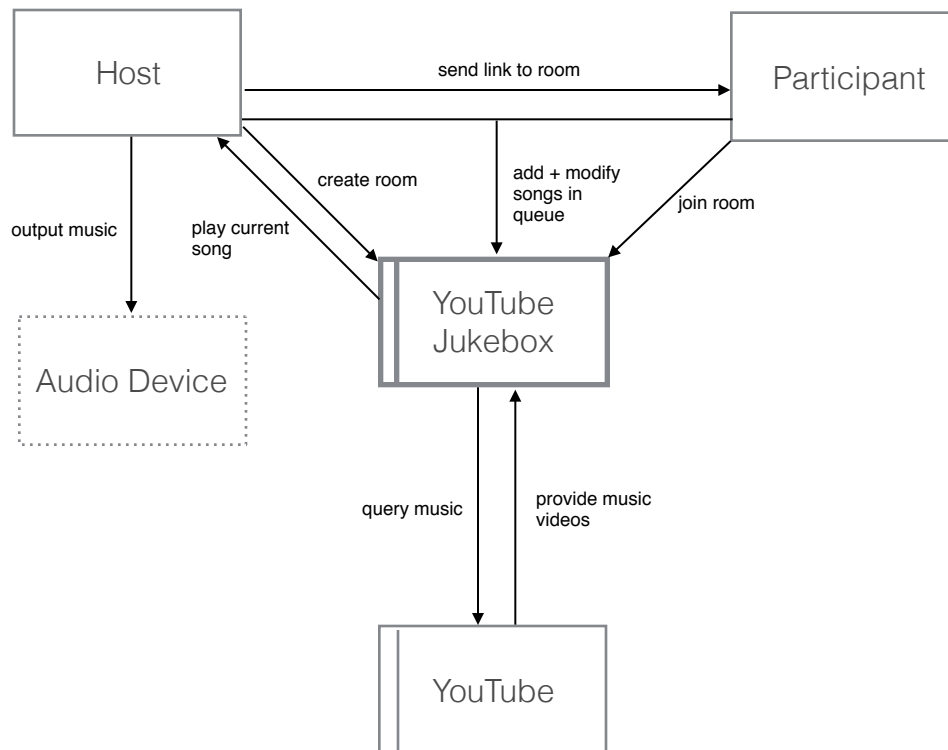 Host
send link to room
Participant
create room
add + modify
songs in
queue
join room
output music
play current
song
YouTube
Jukebox
Audio Device
query music
provide music
videos
YouTube